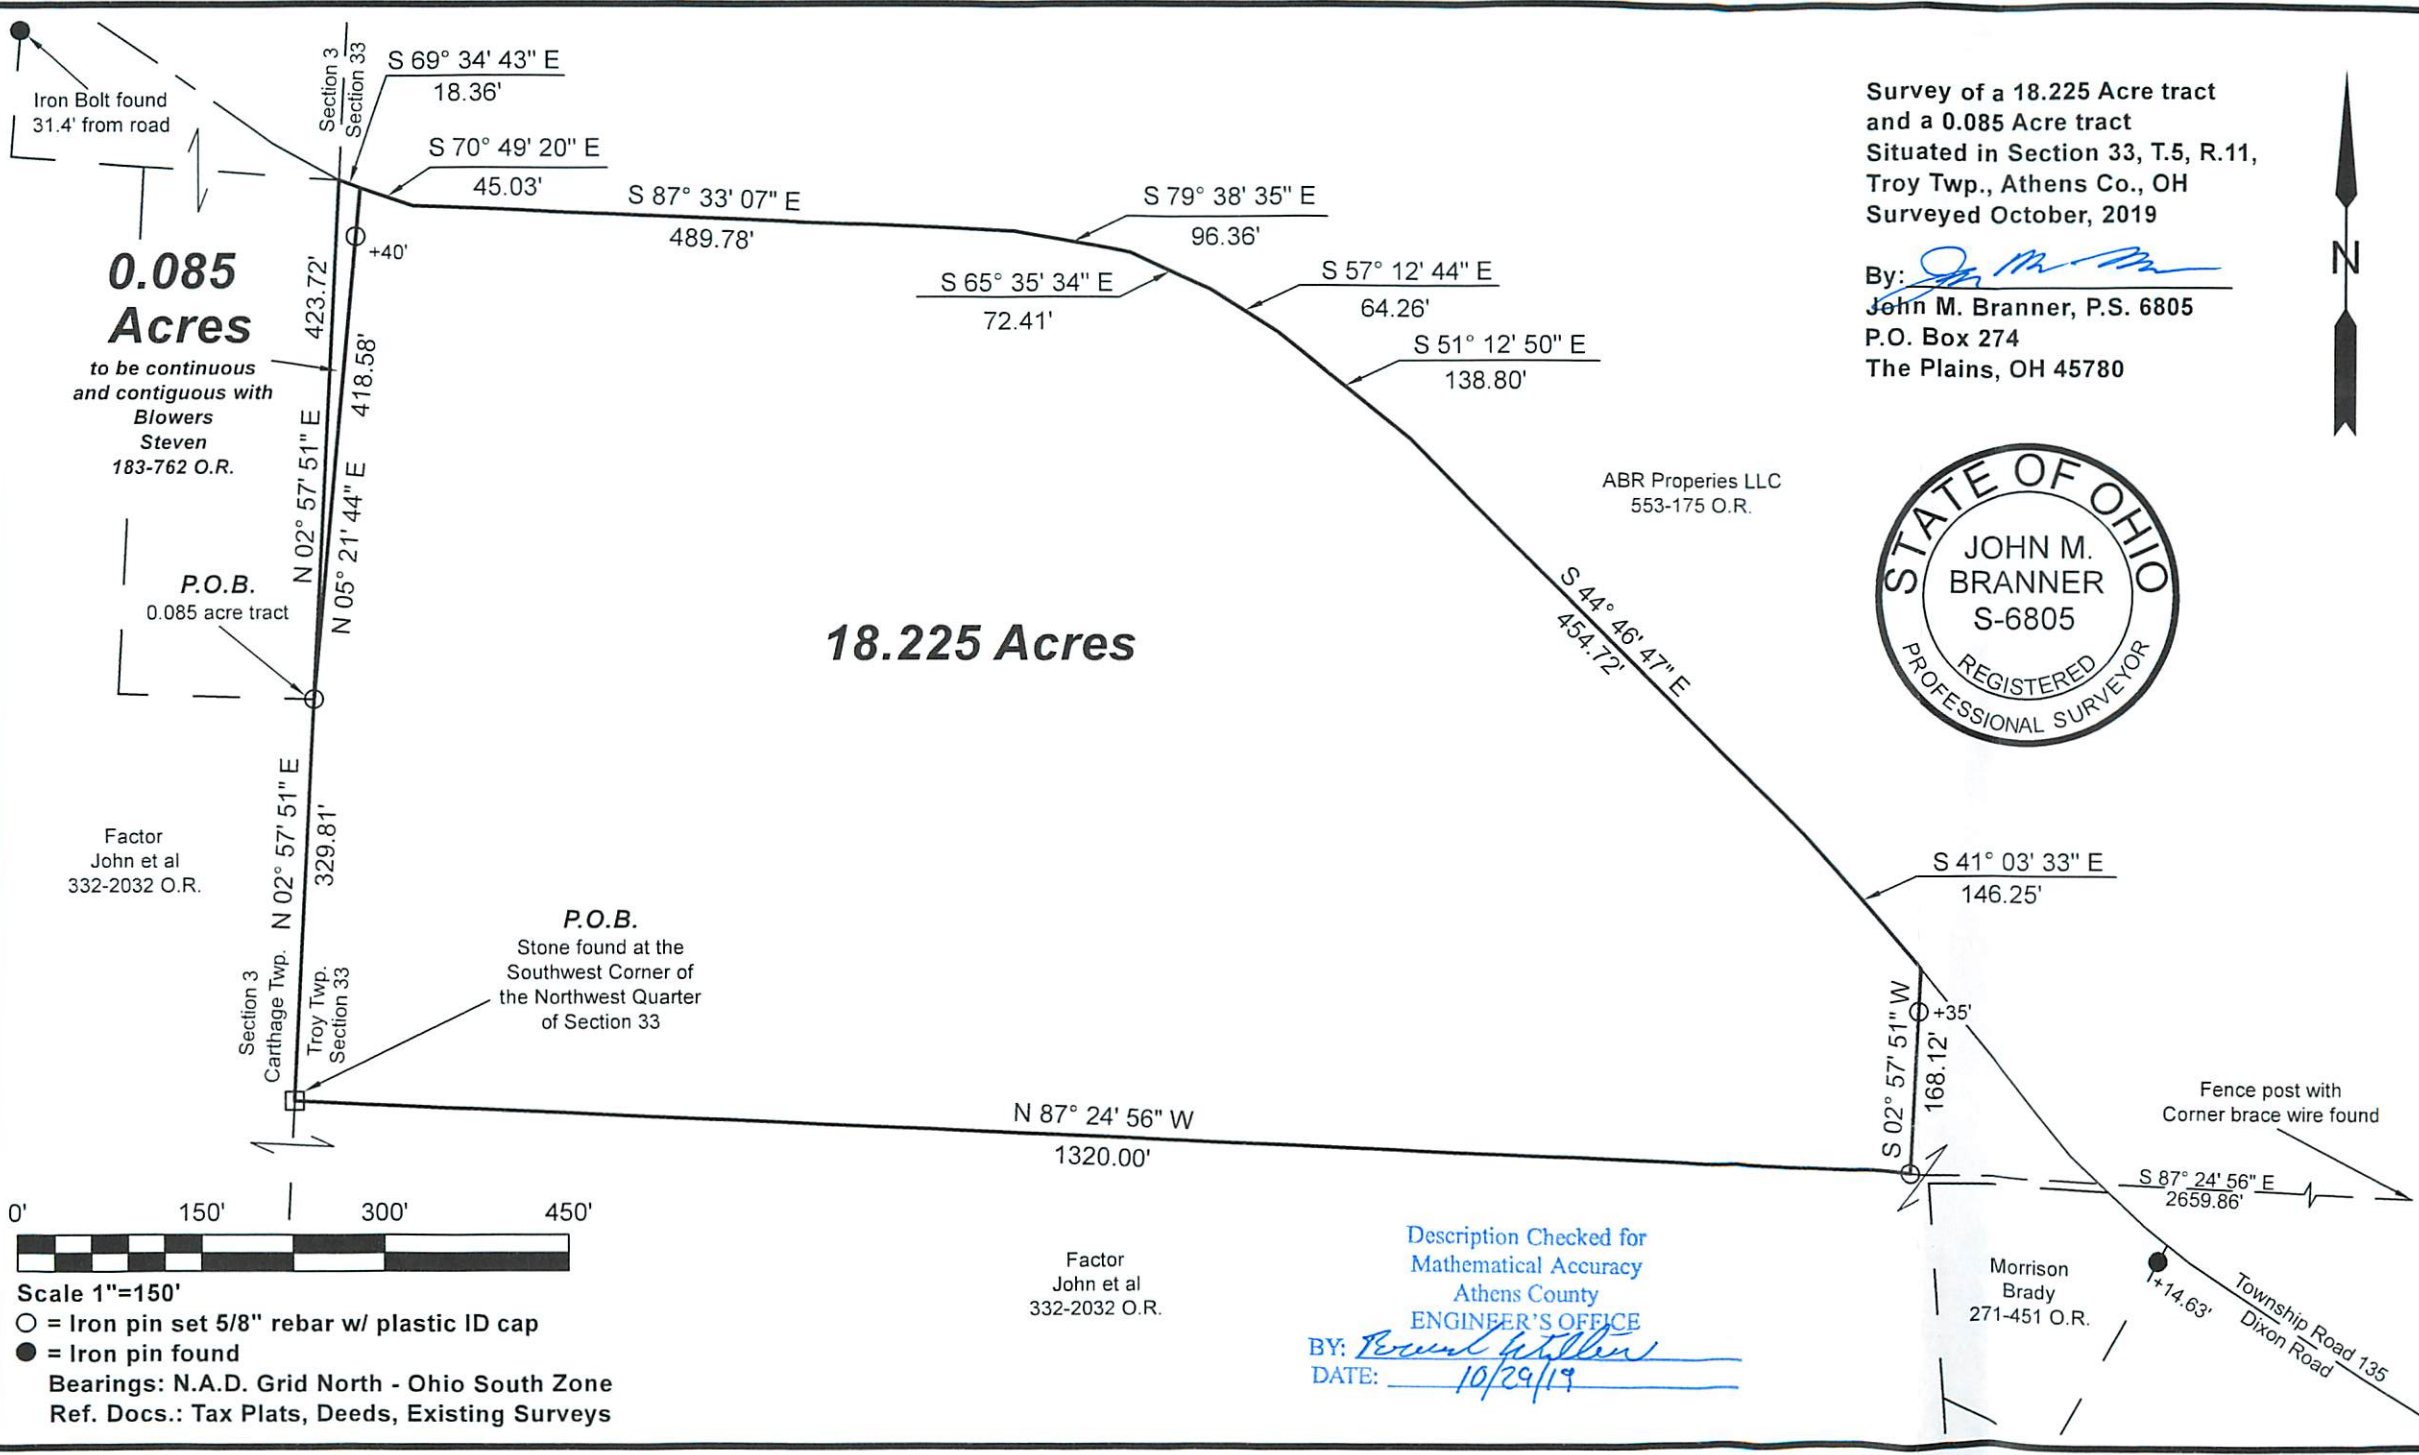 Iron Bolt found
31.4' from road
Section 3
Section 33
S 69° 34' 43" E
18.36'
S 70° 49' 20" E
45.03'
S 87° 33' 07" E
489.78'
S 79° 38' 35" E
96.36'
S 65° 35' 34" E
72.41'
S 57° 12' 44" E
64.26'
S 51° 12' 50" E
138.80'
Survey of a 18.225 Acre tract
and a 0.085 Acre tract
Situated in Section 33, T.5, R.11,
Troy Twp., Athens Co., OH
Surveyed October, 2019
By:
John M. Branner, P.S. 6805
P.O. Box 274
The Plains, OH 45780
N
0.085
Acres
to be continuous
and contiguous with
Blowers
Steven
183-762 O.R.
+40'
423.72'
N 02° 57' 51" E
418.58'
N 05° 21' 44" E
P.O.B.
0.085 acre tract
18.225 Acres
ABR Properies LLC
553-175 O.R.
STATE OF OHIO
JOHN M.
BRANNER
S-6805
REGISTERED
PROFESSIONAL SURVEYOR
S 44° 46' 47" E
454.72'
N 02° 57' 51" E
329.81'
Factor
John et al
332-2032 O.R.
S 41° 03' 33" E
146.25'
P.O.B.
Stone found at the
Southwest Corner of
the Northwest Quarter
of Section 33
Section 3
Carthage Twp.
Troy Twp.
Section 33
+35'
S 02° 57' 51" W
168.12'
N 87° 24' 56" W
1320.00'
Fence post with
Corner brace wire found
S 87° 24' 56" E
2659.86'
0' 150' 300' 450'
Scale 1"=150'
= Iron pin set 5/8" rebar w/ plastic ID cap
= Iron pin found
Bearings: N.A.D. Grid North - Ohio South Zone
Ref. Docs.: Tax Plats, Deeds, Existing Surveys
Factor
John et al
332-2032 O.R.
Description Checked for
Mathematical Accuracy
Athens County
ENGINEER'S OFFICE
BY:
DATE: 10/29/19
Morrison
Brady
271-451 O.R.
+14.63'
Township Road 135
Dixon Road